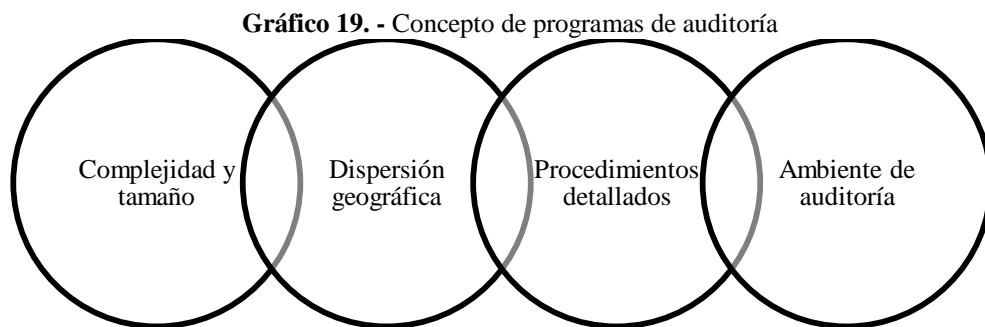 Gráfico 19. - Concepto de programas de auditoría
Complejidad y
tamaño
Dispersión
geográfica
Procedimientos
detallados
Ambiente de
auditoría